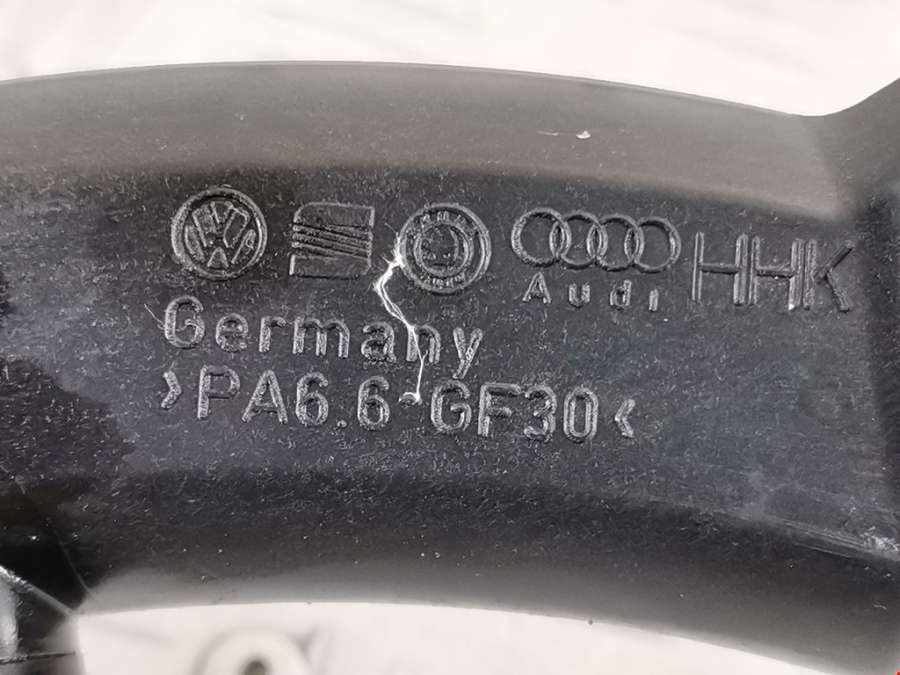 Audi HHK
Germany
>PA6.6-GF30<